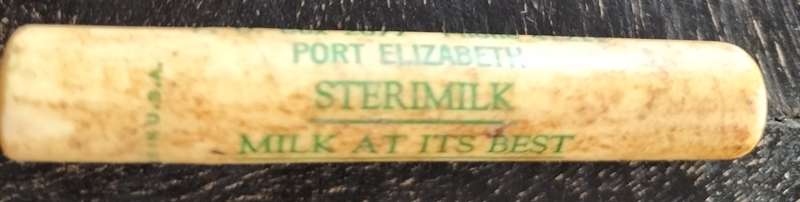 PORT ELIZABETH
STERIMILK
MILK AT ITS BEST
U.S.A.